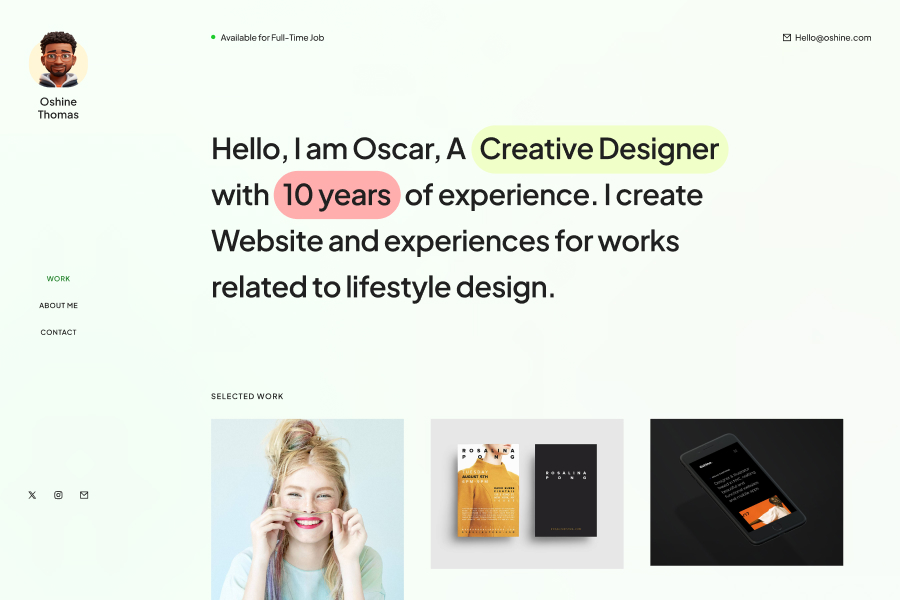 Oshine
Thomas
Available for Full-Time Job
Hello@oshine.com
Hello, I am Oscar, A Creative Designer
with 10 years of experience. I create
Website and experiences for works
related to lifestyle design.
WORK
ABOUT ME
CONTACT
SELECTED WORK
ROSALINA
PONG
AUGUST 5TH
ROSALINA
PONG